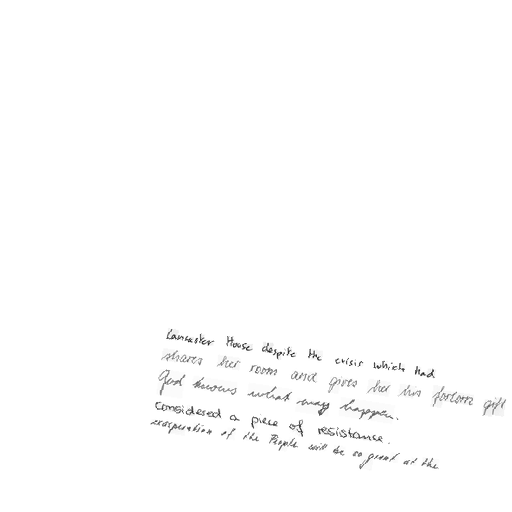 Lancaster House despite the crisis which had
shares her room and gives her his forlorn gift
God knows what may happen.
considered a piece of resistance.
exasperation of the People will be so great at the